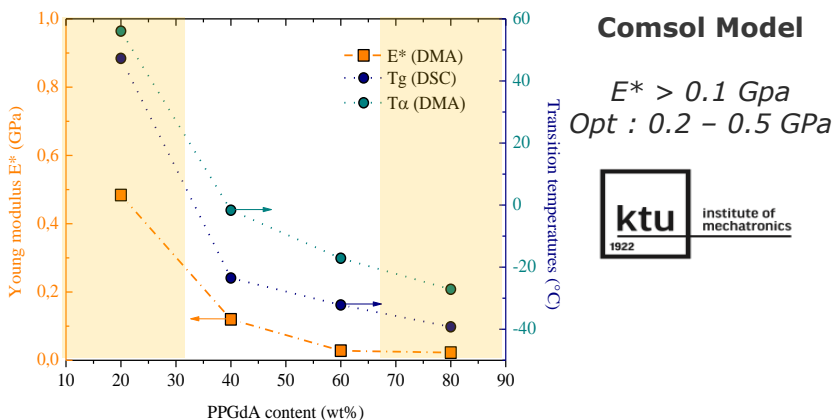 Comsol Model
E* > 0.1 Gpa
Opt : 0.2 – 0.5 GPa
ktu
1922
institute of
mechatronics
Young modulus E* (GPa)
1,0
0,8
0,6
0,4
0,2
0,0
E* (DMA)
Tg (DSC)
Tα (DMA)
60
40
20
0
-20
-40
Transition temperatures (°C)
10 20 30 40 50 60 70 80 90
PPGdA content (wt%)